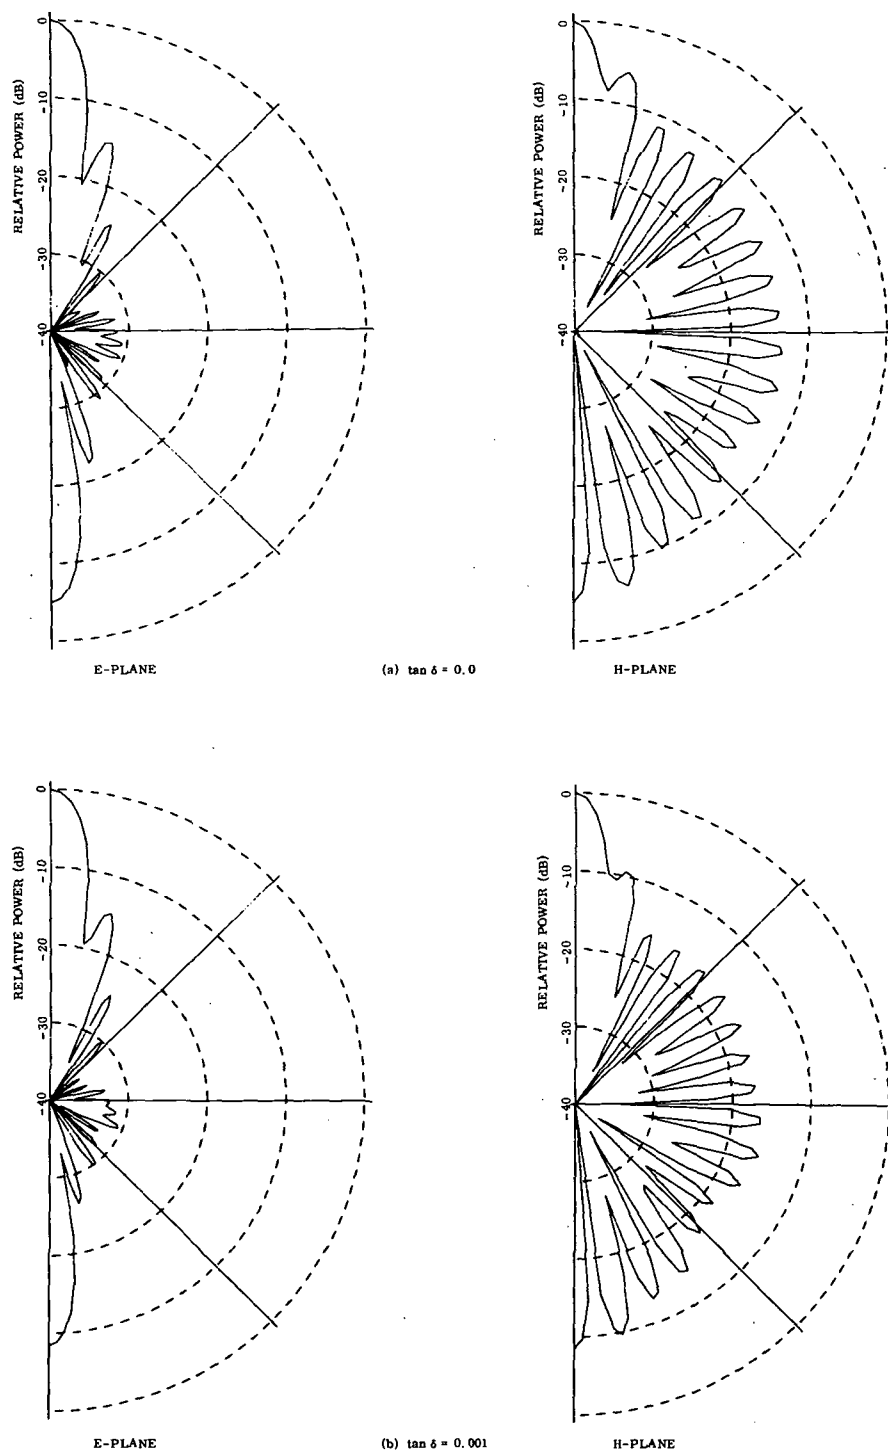 RELATIVE POWER (dB)
0
-10
-20
-30
-40
E-PLANE
RELATIVE POWER (dB)
0
-10
-20
-30
-40
H-PLANE
(a) tan δ = 0.0
RELATIVE POWER (dB)
0
-10
-20
-30
-40
E-PLANE
RELATIVE POWER (dB)
0
-10
-20
-30
-40
H-PLANE
(b) tan δ = 0.001